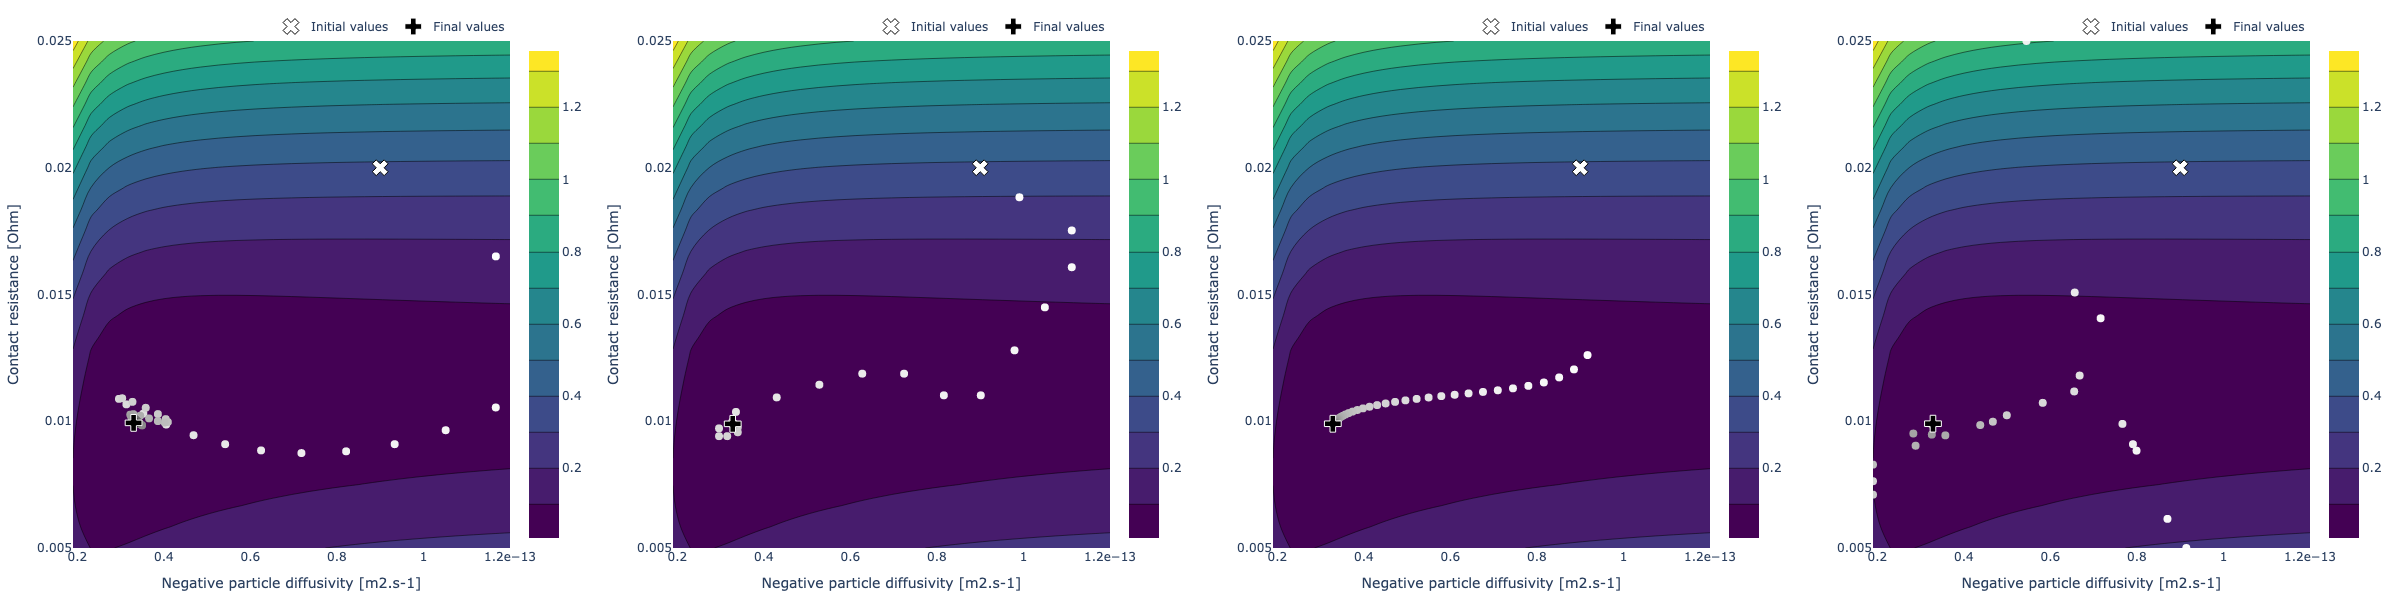 Initial values Final values
0.025
0.02
0.015
0.01
0.005
Contact resistance [Ohm]
0.2 0.4 0.6 0.8 1 1.2e−13
Negative particle diffusivity [m2.s-1]
1.2
1
0.8
0.6
0.4
0.2
Initial values Final values
0.025
0.02
0.015
0.01
0.005
Contact resistance [Ohm]
0.2 0.4 0.6 0.8 1 1.2e−13
Negative particle diffusivity [m2.s-1]
1.2
1
0.8
0.6
0.4
0.2
Initial values Final values
0.025
0.02
0.015
0.01
0.005
Contact resistance [Ohm]
0.2 0.4 0.6 0.8 1 1.2e−13
Negative particle diffusivity [m2.s-1]
1.2
1
0.8
0.6
0.4
0.2
Initial values Final values
0.025
0.02
0.015
0.01
0.005
Contact resistance [Ohm]
0.2 0.4 0.6 0.8 1 1.2e−13
Negative particle diffusivity [m2.s-1]
1.2
1
0.8
0.6
0.4
0.2